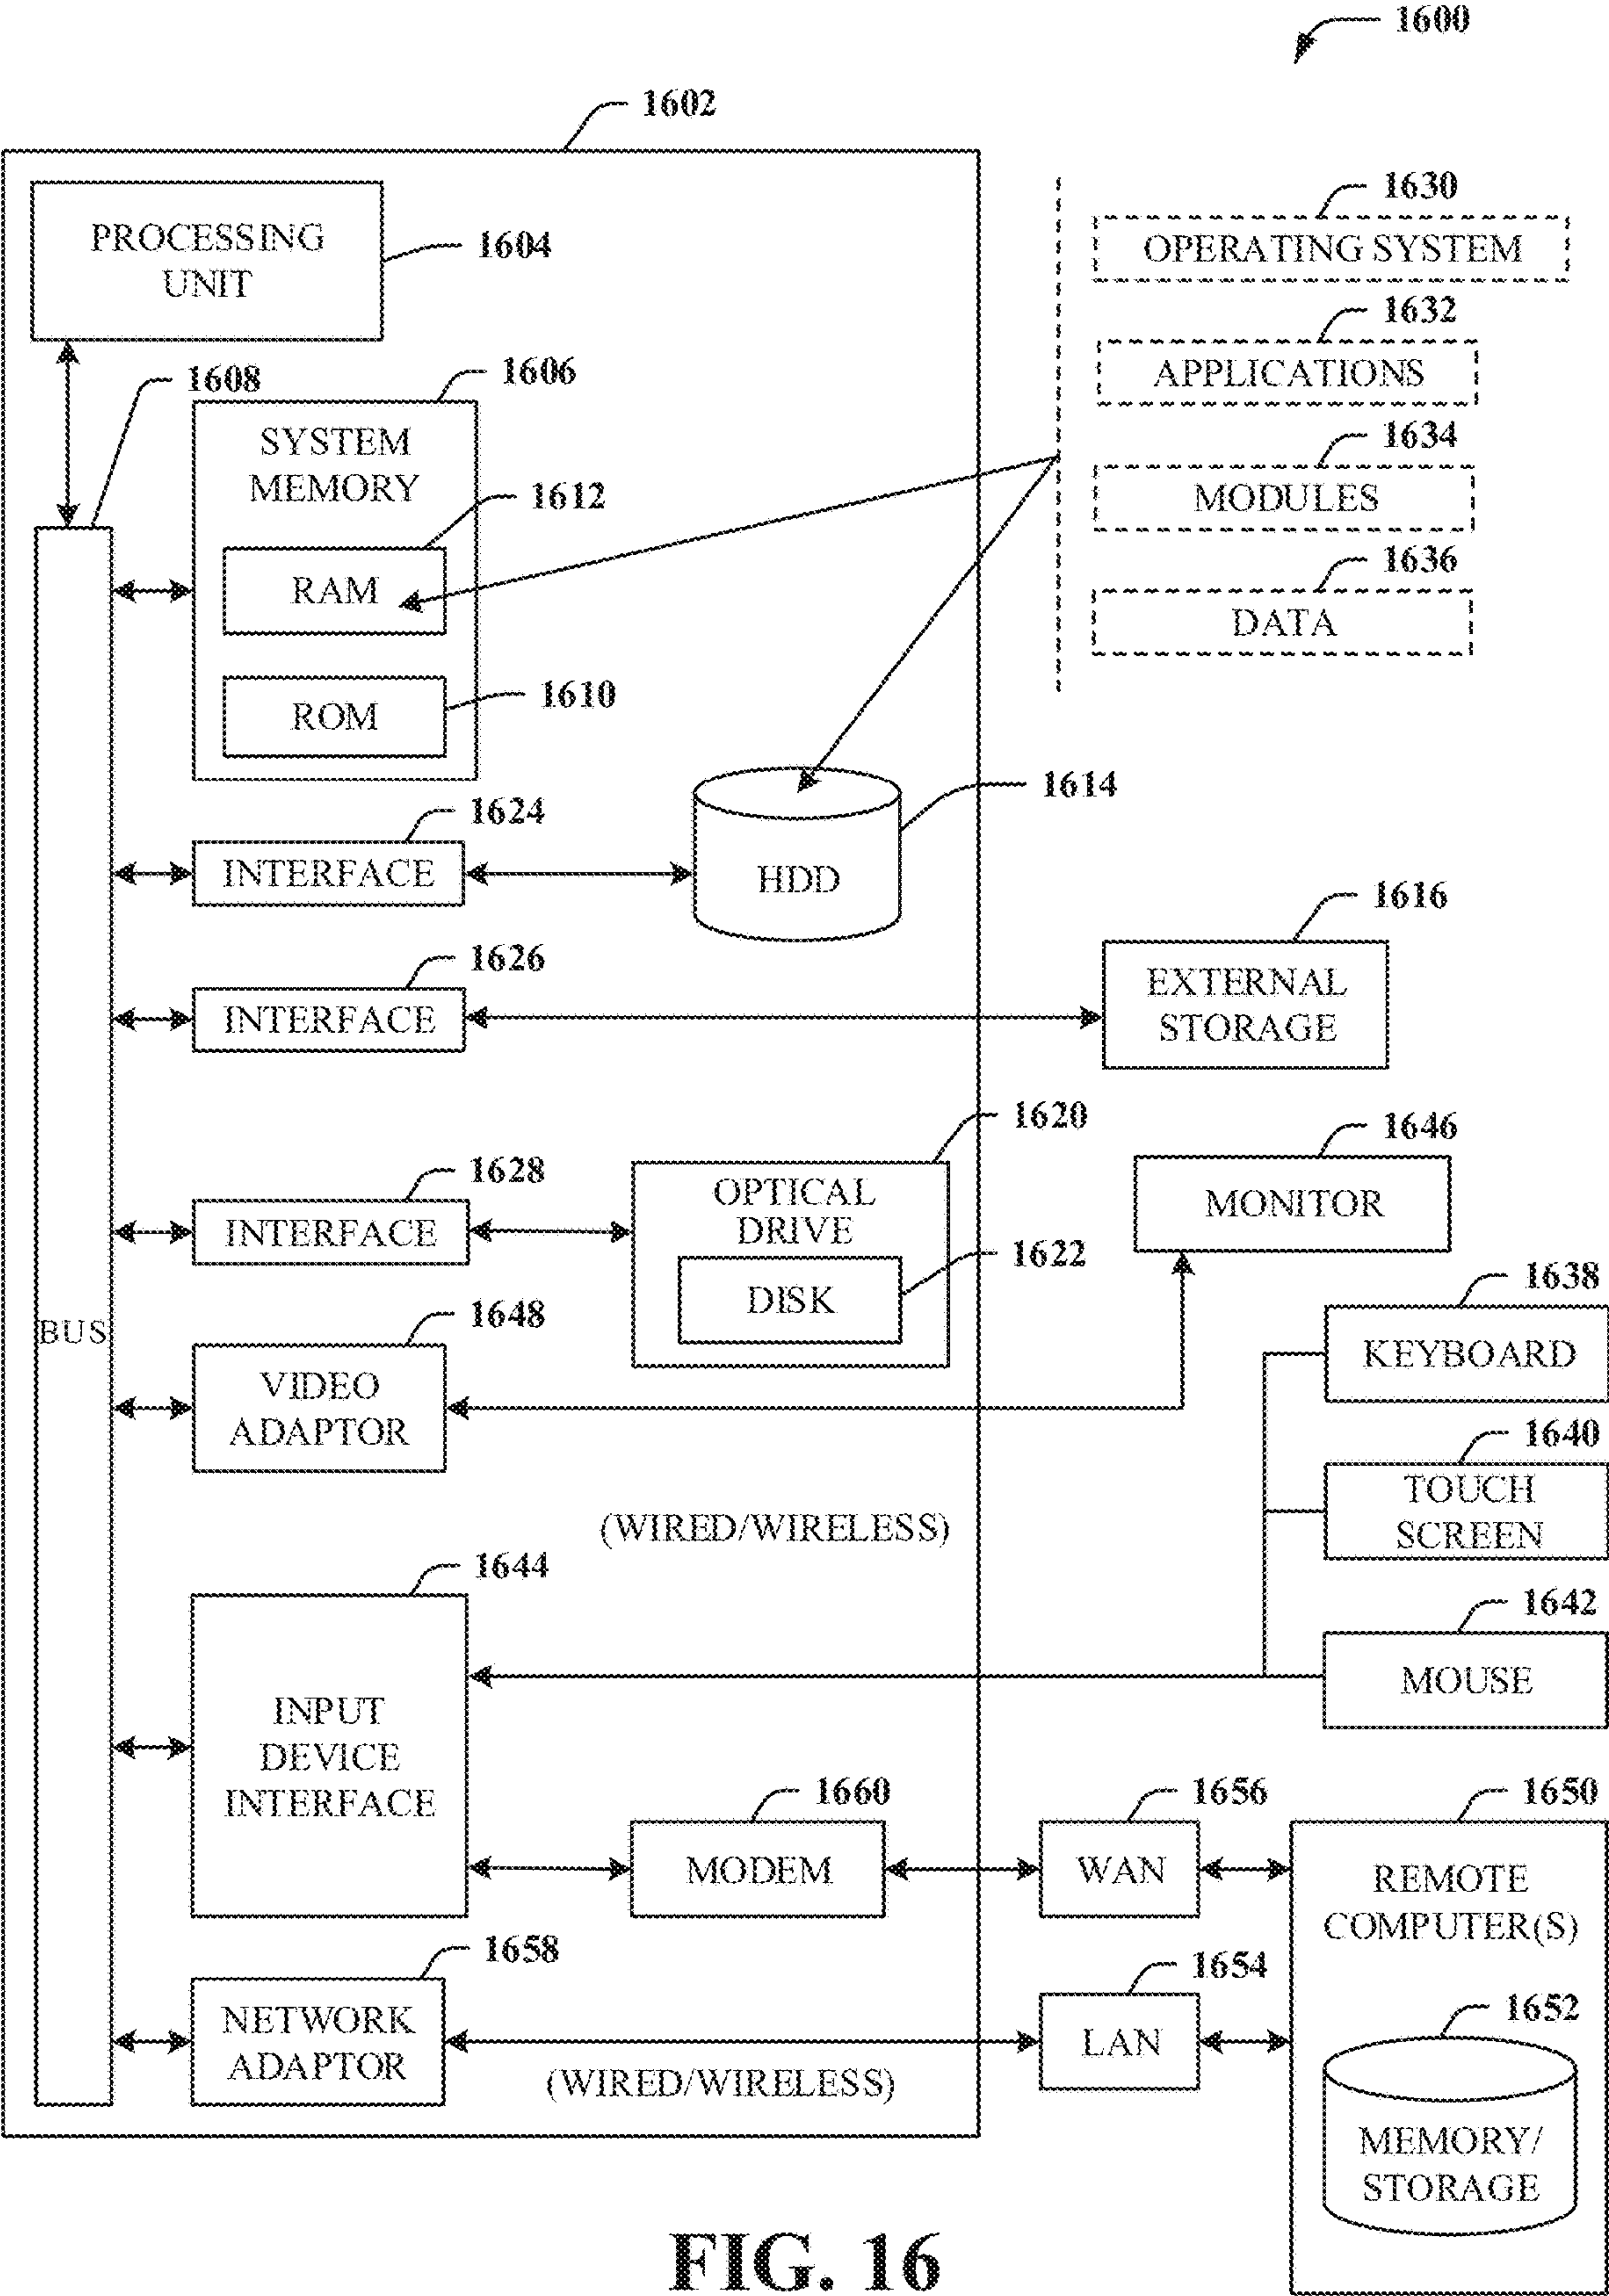 1600
1602
PROCESSING
UNIT
1604
1630
OPERATING SYSTEM
1632
APPLICATIONS
1634
MODULES
1636
DATA
1608
1606
SYSTEM
MEMORY
1612
RAM
1610
ROM
1614
HDD
1624
INTERFACE
1616
EXTERNAL
STORAGE
1626
INTERFACE
1620
OPTICAL
DRIVE
1622
DISK
1628
INTERFACE
1646
MONITOR
BUS
1648
VIDEO
ADAPTOR
1638
KEYBOARD
1640
TOUCH
SCREEN
(WIRED/WIRELESS)
1644
INPUT
DEVICE
INTERFACE
1642
MOUSE
1660
MODEM
1656
WAN
1650
REMOTE
COMPUTER(S)
1658
NETWORK
ADAPTOR
(WIRED/WIRELESS)
1654
LAN
1652
MEMORY/
STORAGE
FIG. 16